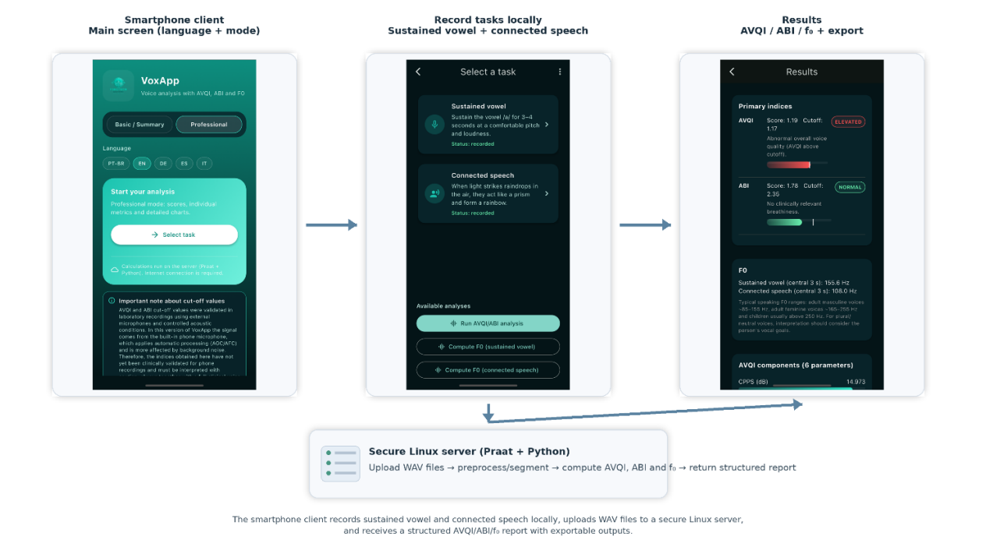 Smartphone client
Main screen (language + mode)
Record tasks locally
Sustained vowel + connected speech
Results
AVQI / ABI / f₀ + export
VoxApp
Voice analysis with AVQI, ABI and F0
Basic / Summary
Professional
Language
PT-BR
EN
DE
ES
IT
Start your analysis
Professional mode: scores, individual
metrics and detailed charts.
Select task
Calculations run on the server (Praat +
Python). Internet connection is required.
Important note about cut-off values
AVQI and ABI cut-off values were validated in
laboratory recordings using external
microphones and controlled acoustic
conditions. In this version of VoxApp the signal
comes from the built-in phone microphone,
which applies automatic processing (AGC/AFC)
and is more affected by background noise.
Therefore, the indices obtained here have not
yet been clinically validated for phone
recordings and must be interpreted with
Select a task
Sustained vowel
Sustain the vowel /a/ for 3–4
seconds at a comfortable pitch
and loudness.
Status: recorded
Connected speech
When light strikes raindrops in
the air, they act like a prism
and form a rainbow.
Status: recorded
Available analyses
Run AVQI/ABI analysis
Compute F0 (sustained vowel)
Compute F0 (connected speech)
Results
Primary indices
AVQI
Score: 1.19 Cutoff:
1.17
ELEVATED
Abnormal overall voice
quality (AVQI above
cutoff).
ABI
Score: 1.78 Cutoff:
2.35
NORMAL
No clinically relevant
breathiness.
F0
Sustained vowel (central 3 s): 155.6 Hz
Connected speech (central 3 s): 108.0 Hz
Typical speaking F0 ranges: adult masculine voices
~85–155 Hz, adult feminine voices ~165–255 Hz
and children usually above 250 Hz. For plural/
neutral voices, interpretation should consider the
person's vocal goals.
AVQI components (6 parameters)
CPPS (dB)
14.973
Secure Linux server (Praat + Python)
Upload WAV files → preprocess/segment → compute AVQI, ABI and f₀ → return structured report
The smartphone client records sustained vowel and connected speech locally, uploads WAV files to a secure Linux server,
and receives a structured AVQI/ABI/f₀ report with exportable outputs.